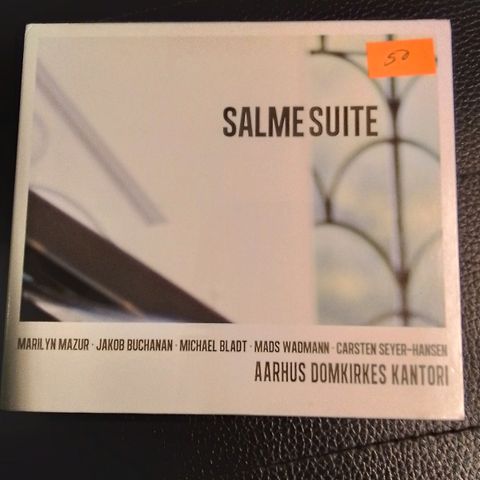 50
SALME SUITE
MARILYN MAZUR · JAKOB BUCHANAN · MICHAEL BLADT · MADS WADMANN · CARSTEN SEYER-HANSEN
AARHUS DOMKIRKES KANTORI